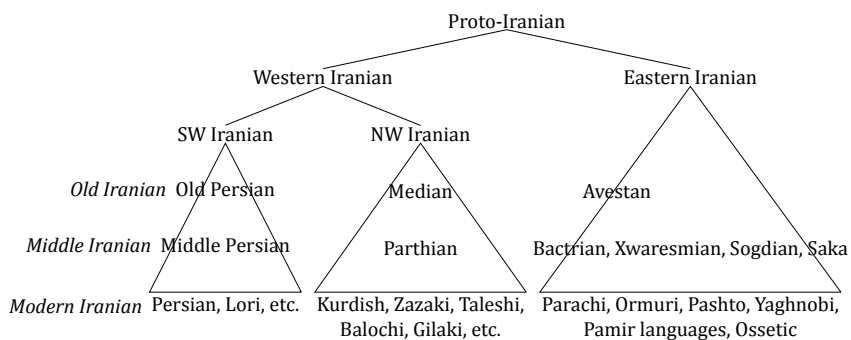 Proto-Iranian
Western Iranian Eastern Iranian
SW Iranian NW Iranian
Old Iranian Old Persian Median Avestan
Middle Iranian Middle Persian Parthian Bactrian, Xwaresmian, Sogdian, Saka
Modern Iranian Persian, Lori, etc. Kurdish, Zazaki, Taleshi, Parachi, Ormuri, Pashto, Yaghnobi,
Balochi, Gilaki, etc. Pamir languages, Ossetic